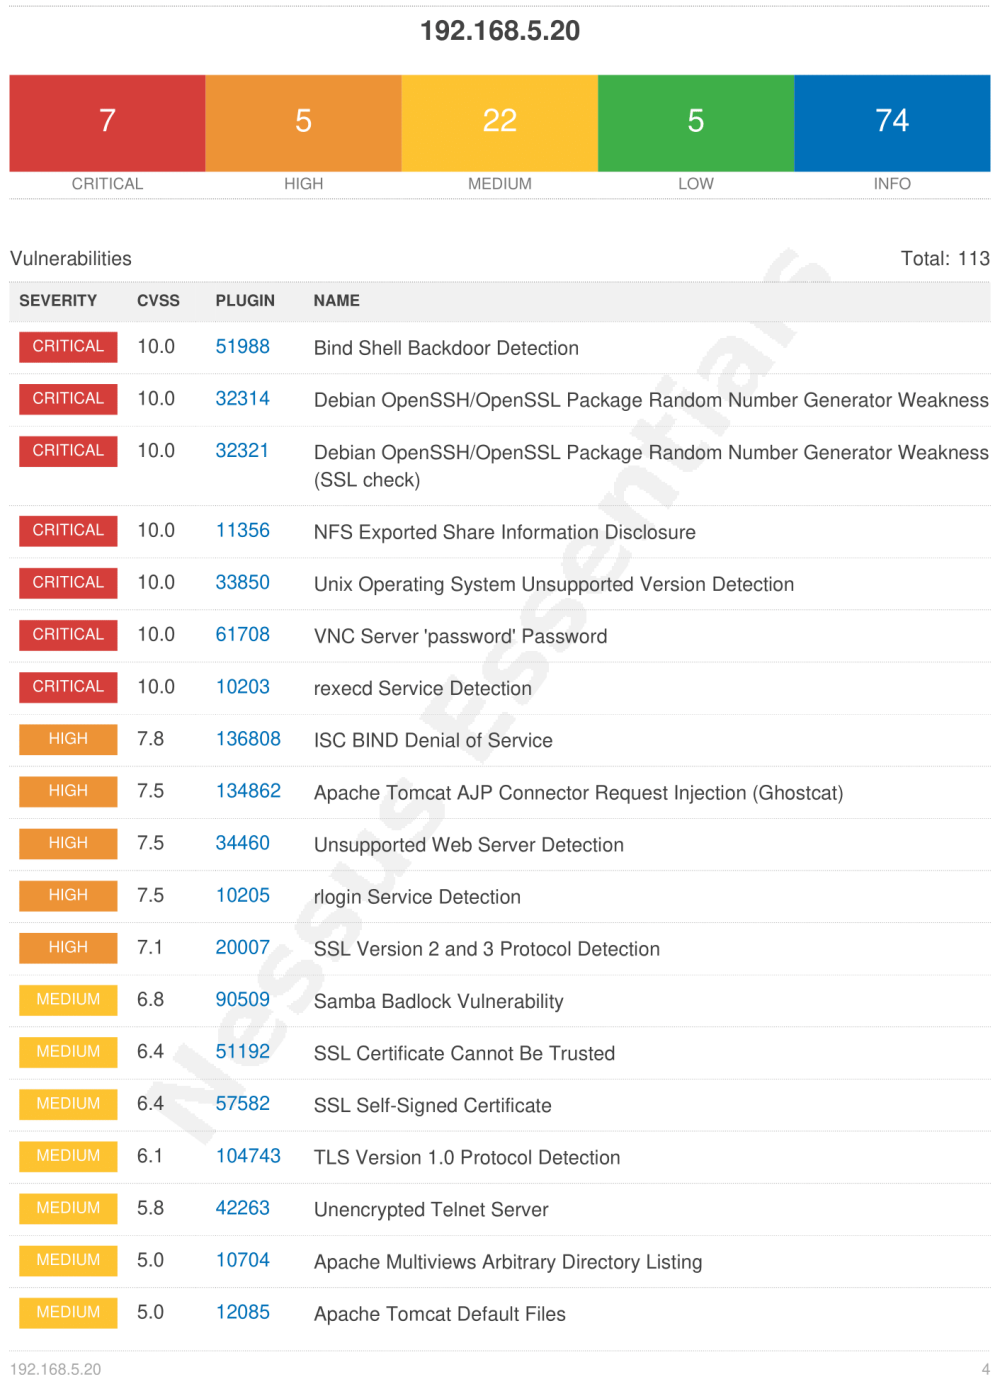 192.168.5.20
7 5 22 5 74
CRITICAL HIGH MEDIUM LOW INFO
Vulnerabilities Total: 113
SEVERITY CVSS PLUGIN NAME
CRITICAL 10.0 51988 Bind Shell Backdoor Detection
CRITICAL 10.0 32314 Debian OpenSSH/OpenSSL Package Random Number Generator Weakness
CRITICAL 10.0 32321 Debian OpenSSH/OpenSSL Package Random Number Generator Weakness
(SSL check)
CRITICAL 10.0 11356 NFS Exported Share Information Disclosure
CRITICAL 10.0 33850 Unix Operating System Unsupported Version Detection
CRITICAL 10.0 61708 VNC Server 'password' Password
CRITICAL 10.0 10203 rexecd Service Detection
HIGH 7.8 136808 ISC BIND Denial of Service
HIGH 7.5 134862 Apache Tomcat AJP Connector Request Injection (Ghostcat)
HIGH 7.5 34460 Unsupported Web Server Detection
HIGH 7.5 10205 rlogin Service Detection
HIGH 7.1 20007 SSL Version 2 and 3 Protocol Detection
MEDIUM 6.8 90509 Samba Badlock Vulnerability
MEDIUM 6.4 51192 SSL Certificate Cannot Be Trusted
MEDIUM 6.4 57582 SSL Self-Signed Certificate
MEDIUM 6.1 104743 TLS Version 1.0 Protocol Detection
MEDIUM 5.8 42263 Unencrypted Telnet Server
MEDIUM 5.0 10704 Apache Multiviews Arbitrary Directory Listing
MEDIUM 5.0 12085 Apache Tomcat Default Files
192.168.5.20 4
Nessus Essentials